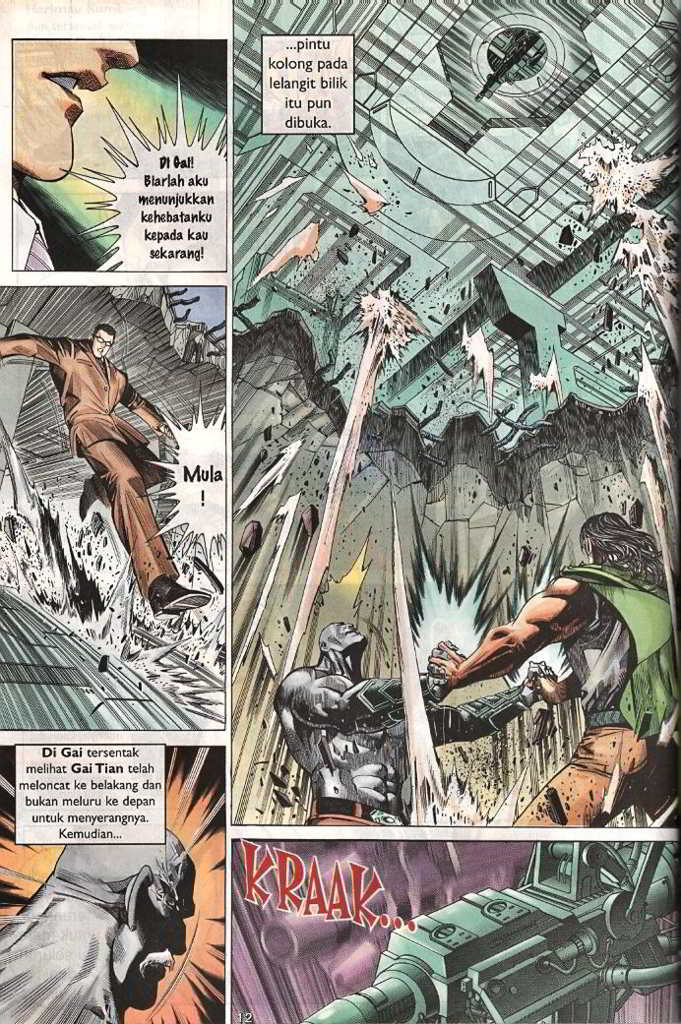 Di Gai!
Biarlah aku
menunjukkan
kehebatanku
kepada kau
sekarang!
Mula
!
Di Gai tersentak
melihat Gai Tian telah
meloncat ke belakang dan
bukan meluru ke depan
untuk menyerangnya.
Kemudian...
...pintu
kolong pada
lelangit bilik
itu pun
dibuka.
KRAAK...
12